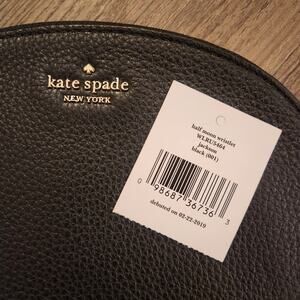 kate spade
NEW YORK
half moon wristlet
WLRU5464
jackson
black (001)
0 98687 36736 3
debuted on 02-22-2019